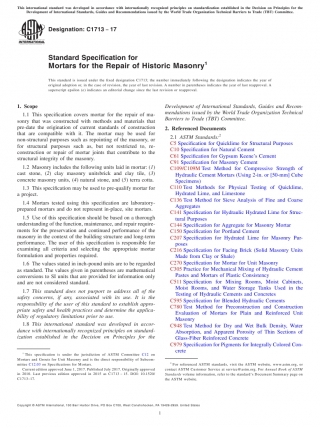 This international standard was developed in accordance with internationally recognized principles on standardization established in the Decision on Principles for the
Development of International Standards, Guides and Recommendations issued by the World Trade Organization Technical Barriers to Trade (TBT) Committee.
Designation: C1713 − 17
Standard Specification for
Mortars for the Repair of Historic Masonry1
This standard is issued under the fixed designation C1713; the number immediately following the designation indicates the year of
original adoption or, in the case of revision, the year of last revision. A number in parentheses indicates the year of last reapproval. A
superscript epsilon (ε) indicates an editorial change since the last revision or reapproval.
1. Scope
1.1 This specification covers mortar for the repair of masonry that was constructed with methods and materials that
pre-date the origination of current standards of construction
that are compatible with it. The mortar may be used for
non-structural purposes such as repointing of the masonry, or
for structural purposes such as, but not restricted to, reconstruction or repair of mortar joints that contribute to the
structural integrity of the masonry.
1.2 Masonry includes the following units laid in mortar: (1)
cast stone, (2) clay masonry unit/brick and clay tile, (3)
concrete masonry units, (4) natural stone; and (5) terra cotta.
1.3 This specification may be used to pre-qualify mortar for
a project.
1.4 Mortars tested using this specification are laboratory-prepared mortars and do not represent in-place, site mortars.
1.5 Use of this specification should be based on a thorough
understanding of the function, maintenance, and repair requirements for the preservation and continued performance of the
masonry in the context of the building structure and long term
performance. The user of this specification is responsible for
examining all criteria and selecting the appropriate mortar
formulations and properties required.
1.6 The values stated in inch-pound units are to be regarded
as standard. The values given in parentheses are mathematical
conversions to SI units that are provided for information only
and are not considered standard.
1.7 This standard does not purport to address all of the
safety concerns, if any, associated with its use. It is the
responsibility of the user of this standard to establish appropriate safety and health practices and determine the applicability of regulatory limitations prior to use.
1.8 This international standard was developed in accordance with internationally recognized principles on standardization established in the Decision on Principles for the
1 This specification is under the jurisdiction of ASTM Committee C12 on
Mortars and Grouts for Unit Masonry and is the direct responsibility of Subcommittee C12.03 on Specifications for Mortars.
Current edition approved June 1, 2017. Published July 2017. Originally approved
in 2010.
C1713-17.
Development of International Standards, Guides and Recommendations issued by the World Trade Organization Technical
Barriers to Trade (TBT) Committee.
2. Referenced Documents
2.1 ASTM Standards:2
C5 Specification for Quicklime for Structural Purposes
C10 Specification for Natural Cement
C61 Specification for Gypsum Keene's Cement
C91 Specification for Masonry Cement
C109/C109M Test Method for Compressive Strength of
Hydraulic Cement Mortars (Using 2-in. or [50-mm] Cube
Specimens)
C110 Test Methods for Physical Testing of Quicklime,
Hydrated Lime, and Limestone
C136 Test Method for Sieve Analysis of Fine and Coarse
Aggregates
C141 Specification for Hydraulic Hydrated Lime for Structural Purposes
C144 Specification for Aggregate for Masonry Mortar
C150 Specification for Portland Cement
C207 Specification for Hydrated Lime for Masonry Purposes
C216 Specification for Facing Brick (Solid Masonry Units
Made from Clay or Shale)
C270 Specification for Mortar for Unit Masonry
C305 Practice for Mechanical Mixing of Hydraulic Cement
Pastes and Mortars of Plastic Consistency
C511 Specification for Mixing Rooms, Moist Cabinets,
Moist Rooms, and Water Storage Tanks Used in the
Testing of Hydraulic Cements and Concretes
C595 Specification for Blended Hydraulic Cements
C780 Test Method for Preconstruction and Construction
Evaluation of Mortars for Plain and Reinforced Unit
Masonry
C948 Test Method for Dry and Wet Bulk Density, Water
Absorption, and Apparent Porosity of Thin Sections of
Glass-Fiber Reinforced Concrete
C979 Specification for Pigments for Integrally Colored Concrete
2 For referenced ASTM standards, visit the ASTM website, www.astm.org, or
contact ASTM Customer Service at service@astm.org. For Annual Book of ASTM
Standards volume information, refer to the standard's Document Summary page on
the ASTM website.
Copyright © ASTM International, 100 Barr Harbor Drive, PO Box C700, West Conshohocken, PA 19428-2959. United States
1